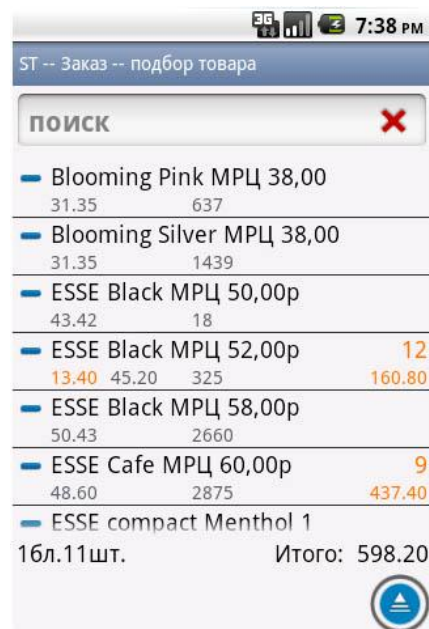 3G 7:38 PM
ST -- Заказ -- подбор товара
поиск
Blooming Pink МРЦ 38,00
31.35 637
Blooming Silver МРЦ 38,00
31.35 1439
ESSE Black МРЦ 50,00р
43.42 18
ESSE Black МРЦ 52,00р 12
13.40 45.20 325 160.80
ESSE Black МРЦ 58,00р
50.43 2660
ESSE Cafe МРЦ 60,00р 9
48.60 2875 437.40
ESSE compact Menthol 1
1бл.11шт. Итого: 598.20